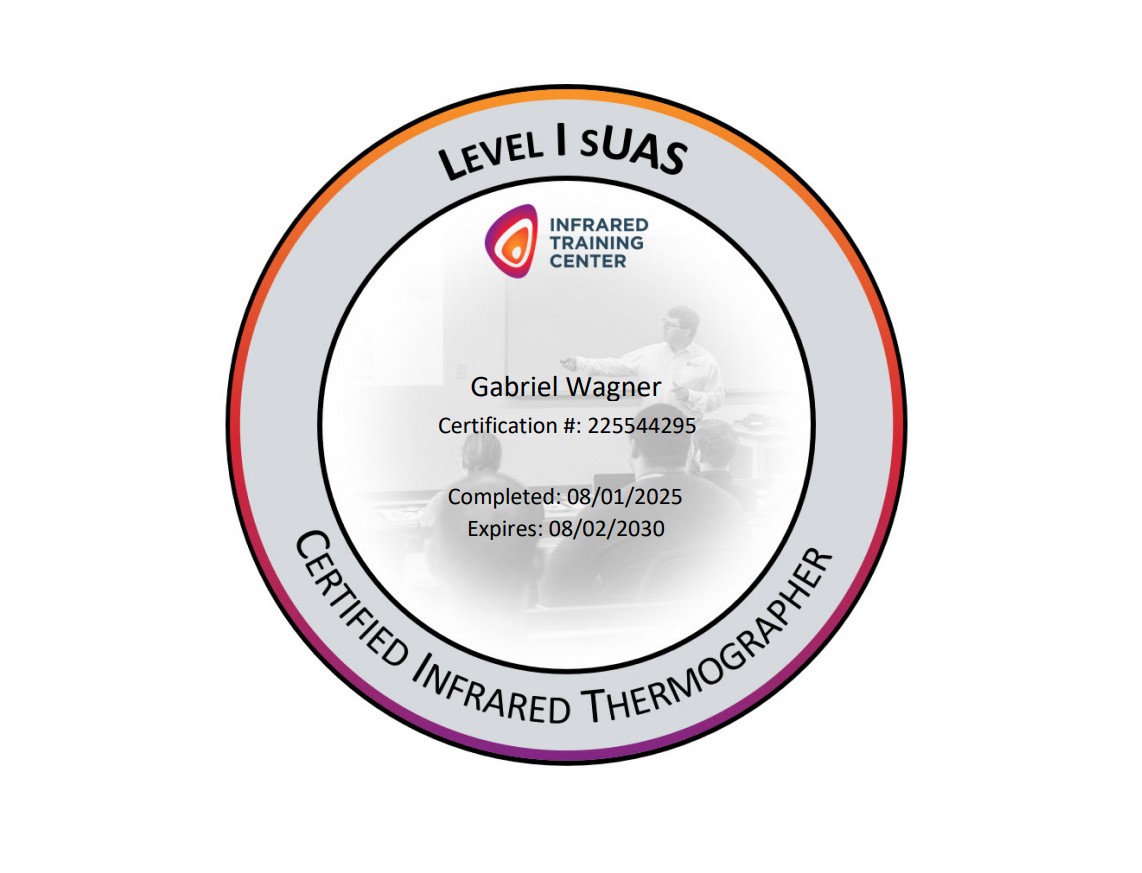 LEVEL I SUAS
INFRARED
TRAINING
CENTER
Gabriel Wagner
Certification #: 225544295
Completed: 08/01/2025
Expires: 08/02/2030
CERTIFIED INFRARED THERMOGRAPHER